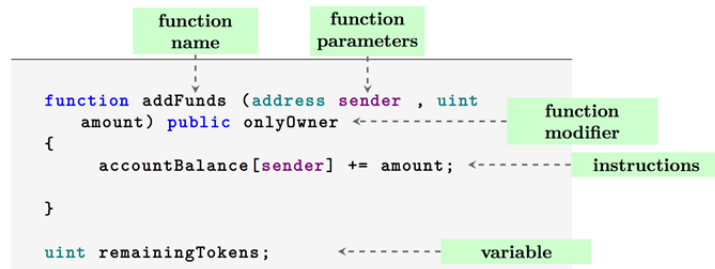 function
name
function
parameters
function addFunds (address sender , uint
amount) public onlyOwner
function
modifier
{
accountBalance[sender] += amount;
instructions
}
uint remainingTokens;
variable